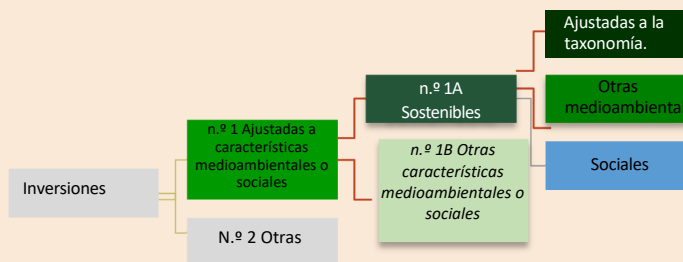 Inversiones
n.º 1 Ajustadas a
características
medioambientales o
sociales
N.º 2 Otras
n.º 1A
Sostenibles
n.º 1B Otras
características
medioambientales o
sociales
Ajustadas a la
taxonomía.
Otras
medioambienta
Sociales